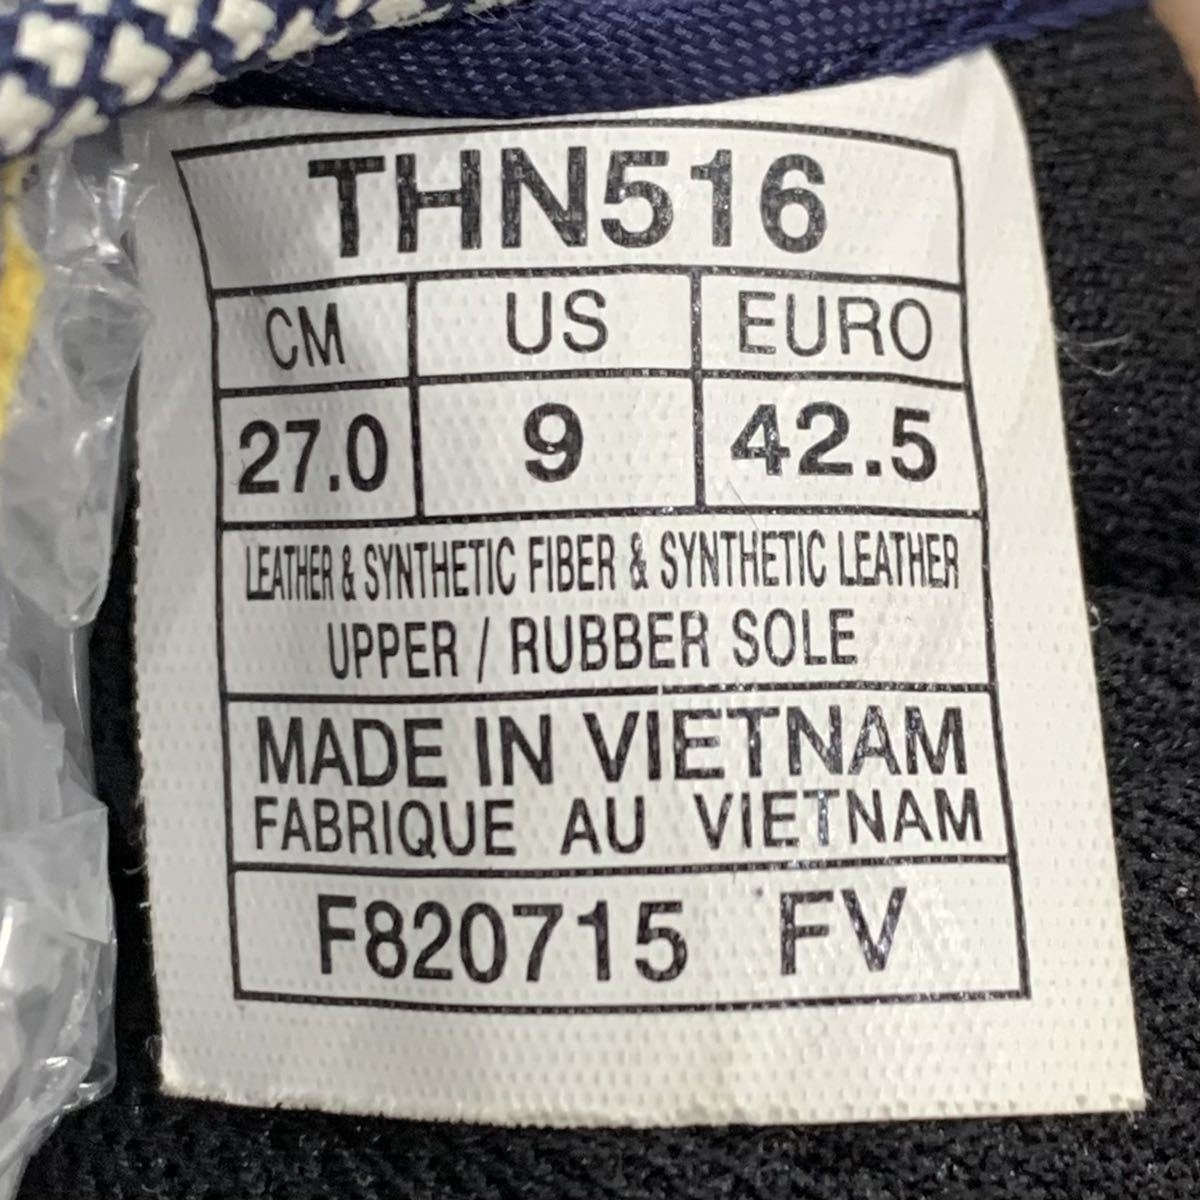 THN516
CM US EURO
27.0 9 42.5
LEATHER & SYNTHETIC FIBER & SYNTHETIC LEATHER
UPPER / RUBBER SOLE
MADE IN VIETNAM
FABRIQUE AU VIETNAM
F820715 FV